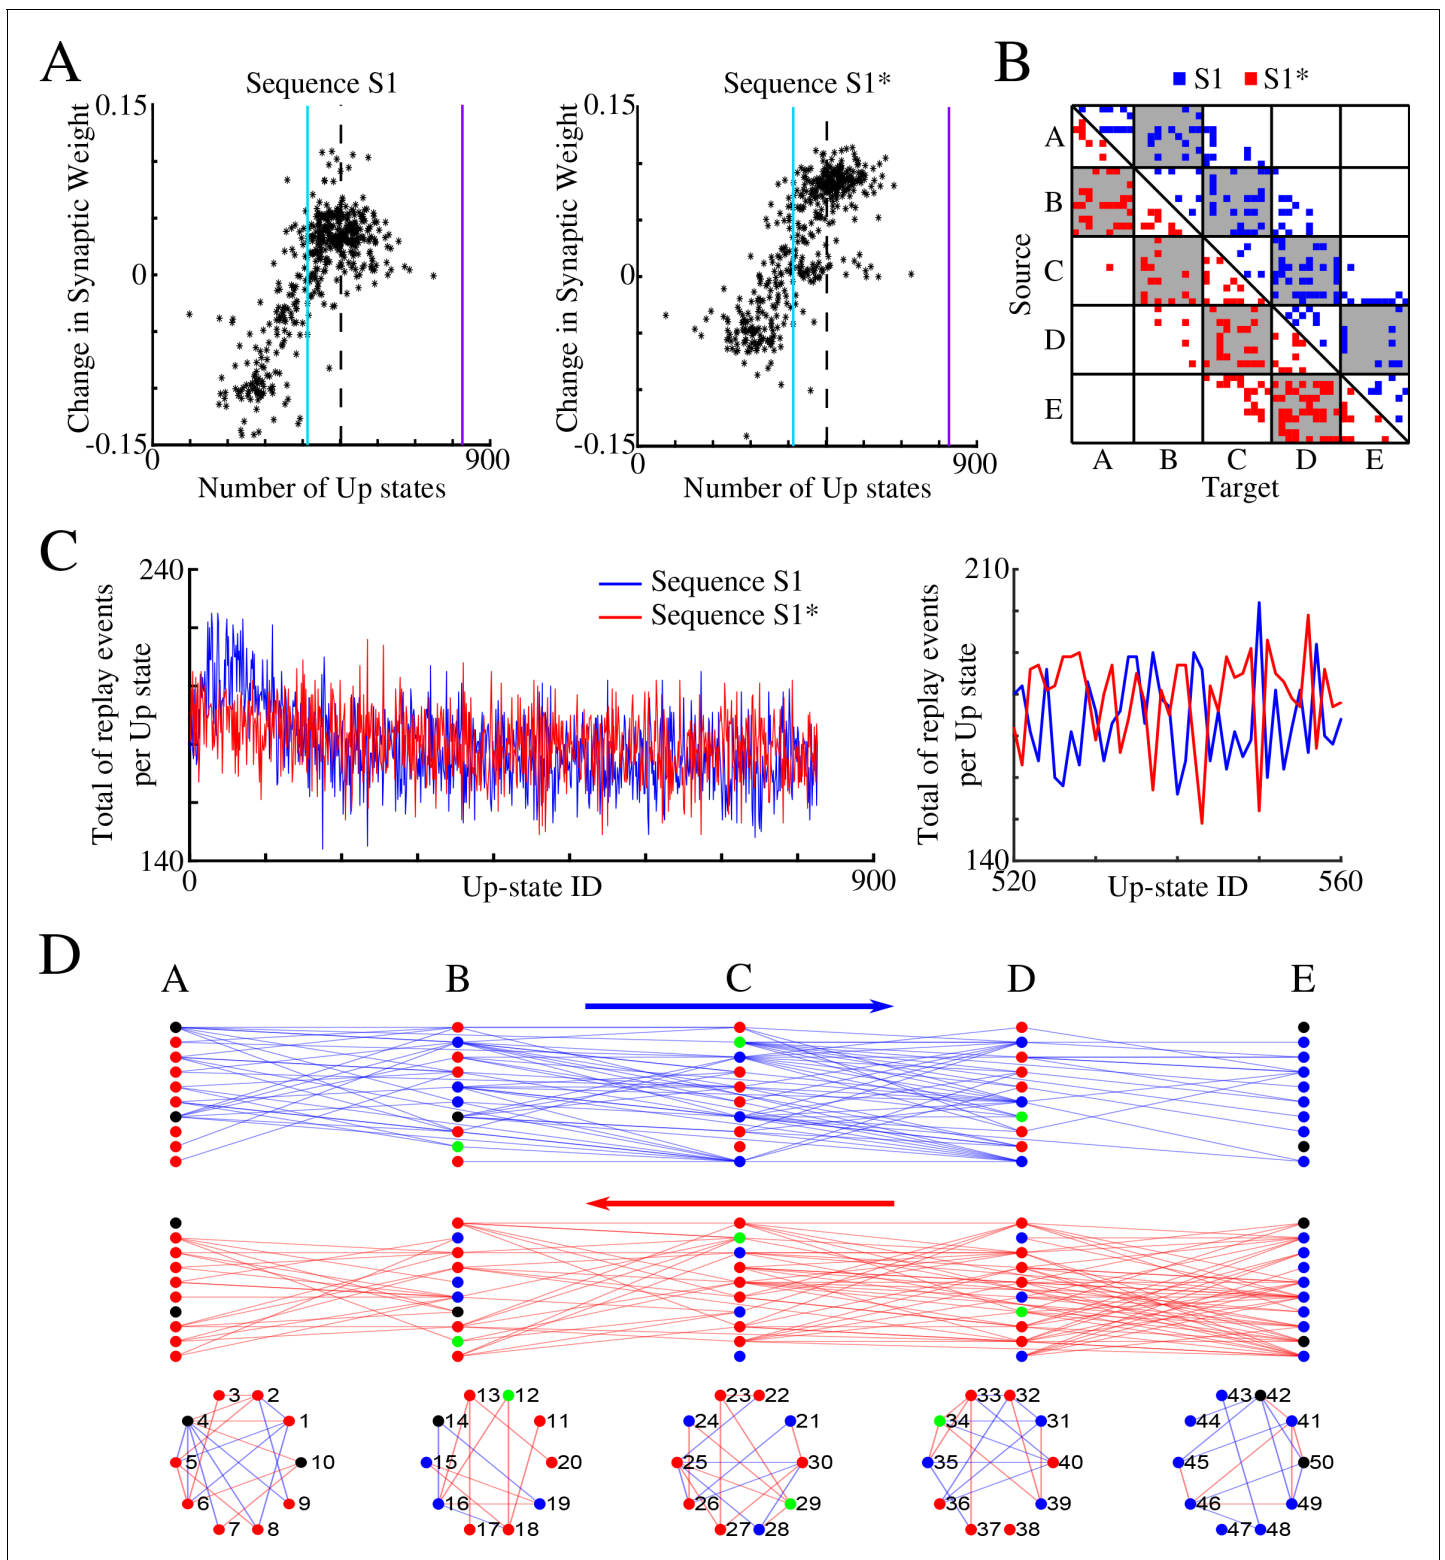 A
B
Sequence S1
Sequence S1*
S1
S1*
Change in Synaptic Weight
0.15
0
-0.15
0
900
Number of Up states
Change in Synaptic Weight
0.15
0
-0.15
0
900
Number of Up states
Source
A
B
C
D
E
A B C D E
Target
C
Total of replay events
per Up state
240
140
0
900
Up-state ID
Sequence S1
Sequence S1*
Total of replay events
per Up state
210
140
520
560
Up-state ID
D
A B C D E
3 2
4 1
5 10
6 9
7 8
13 12
14 11
15 20
16 19
17 18
23 22
24 21
25 30
26 29
27 28
33 32
34 31
35 40
36 39
37 38
43 42
44 41
45 50
46 49
47 48